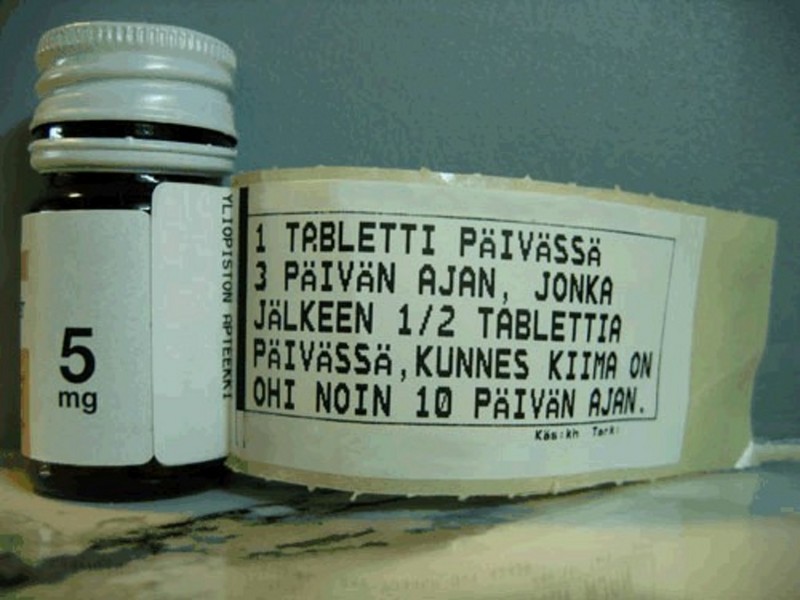 1 TABLETTI PÄIVÄSSÄ
3 PÄIVÄN AJAN, JONKA
JÄLKEEN 1/2 TABLETTIA
PÄIVÄSSÄ,KUNNES KIIMA ON
OHI NOIN 10 PÄIVÄN AJAN.
Käs:kh Tark:
YLIOPISTON APTEEKKI
5
mg